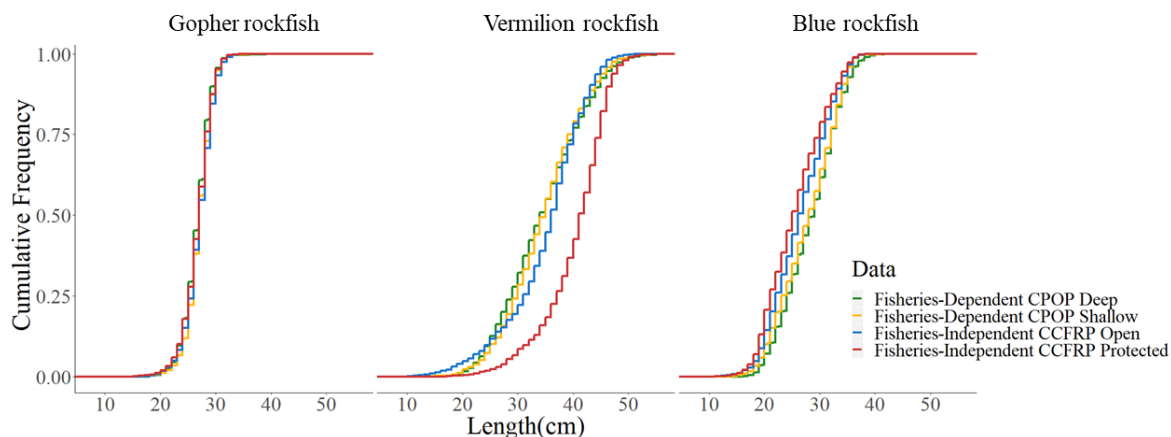 Gopher rockfish Vermilion rockfish Blue rockfish
Cumulative Frequency
1.00
0.75
0.50
0.25
0.00
10 20 30 40 50 10 20 30 40 50 10 20 30 40 50
Length(cm)
Data
Fisheries-Dependent CPOP Deep
Fisheries-Dependent CPOP Shallow
Fisheries-Independent CCFRP Open
Fisheries-Independent CCFRP Protected